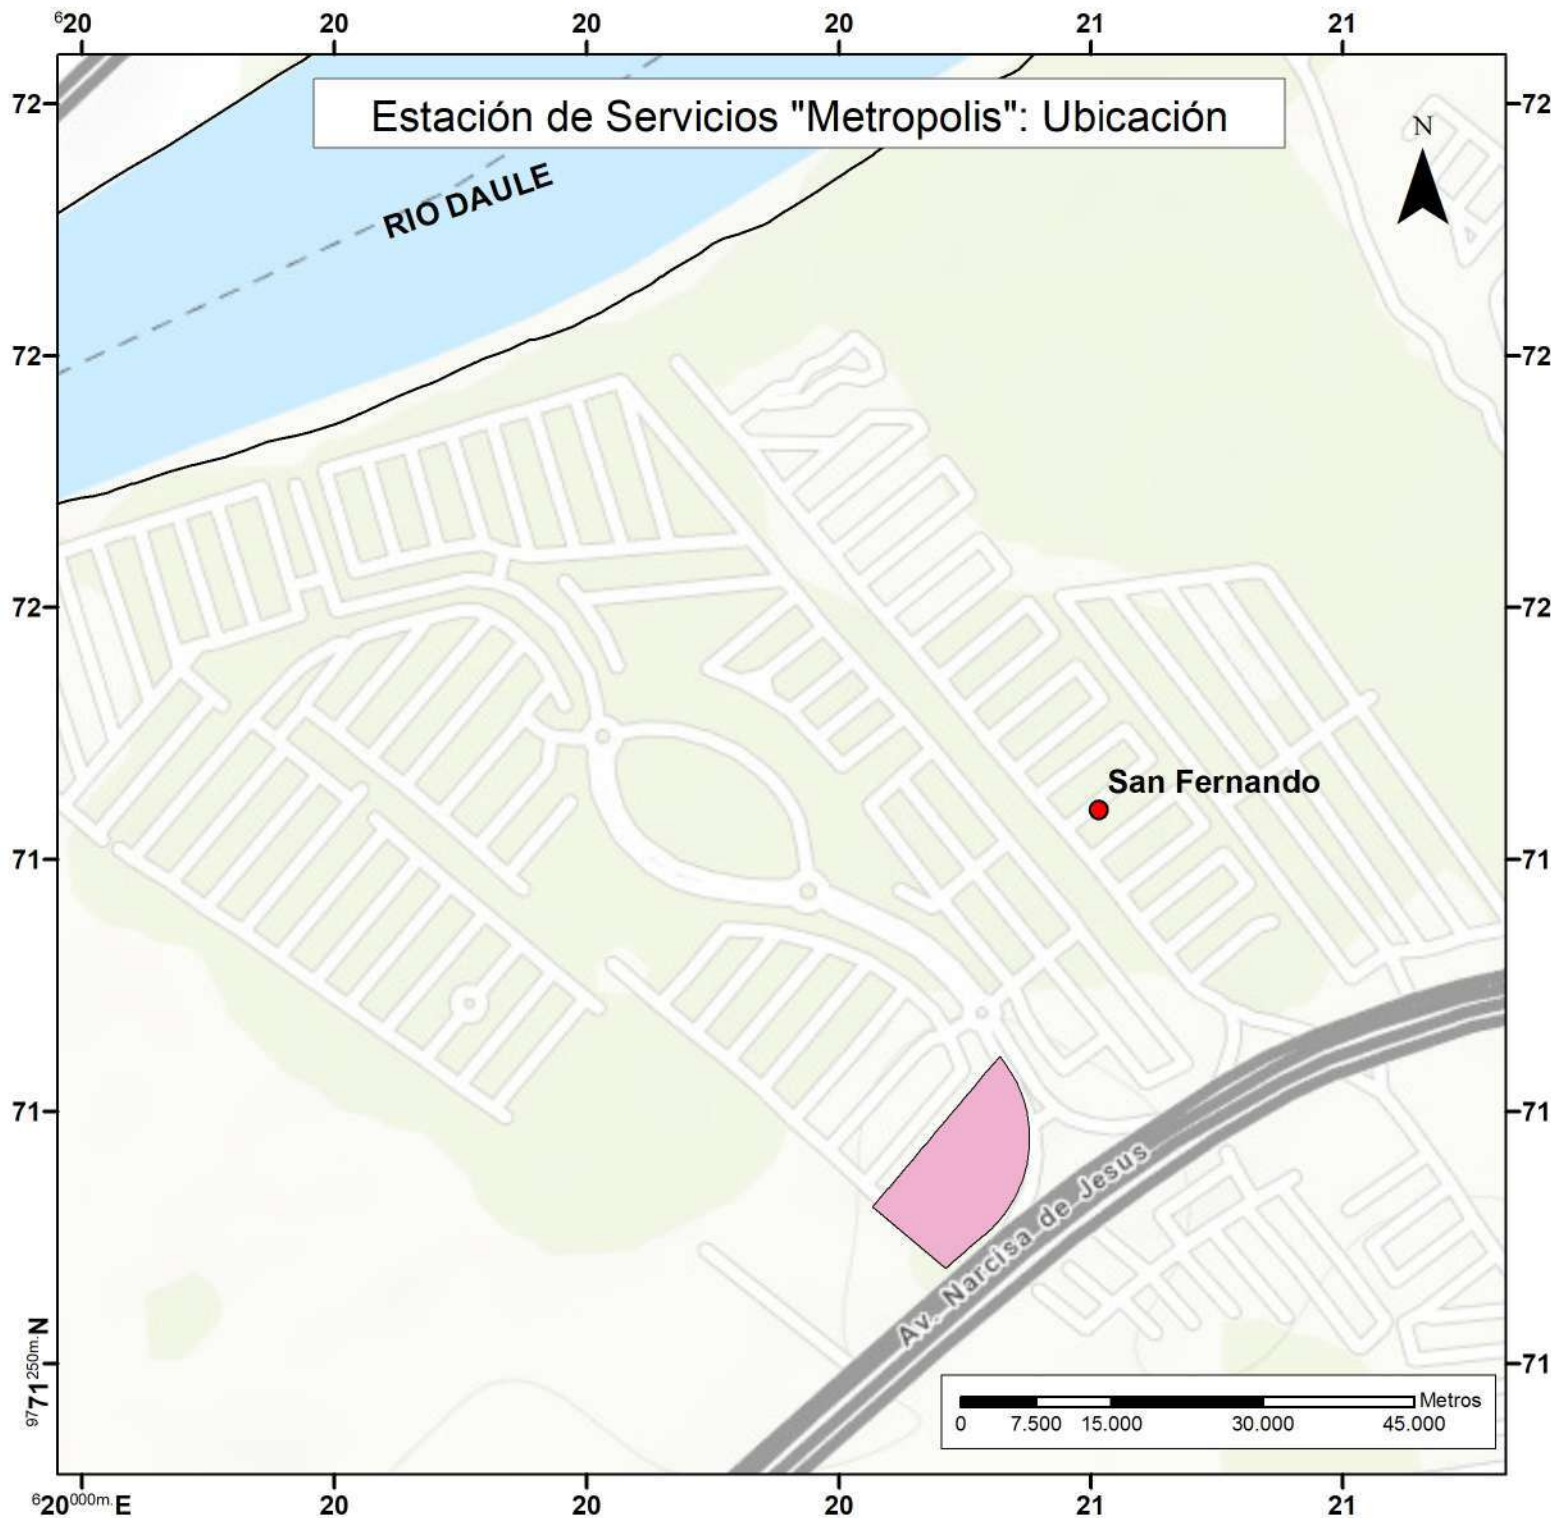 ⁶20 20 20 20 21 21
Estación de Servicios "Metropolis": Ubicación
72 72
N
RIO DAULE
72 72
72 72
San Fernando
71 71
71 71
Av. Narcisa de Jesus
⁹⁷71²⁵⁰ᵐ·N 71
Metros
0 7.500 15.000 30.000 45.000
⁶20⁰⁰⁰ᵐ·E 20 20 20 21 21